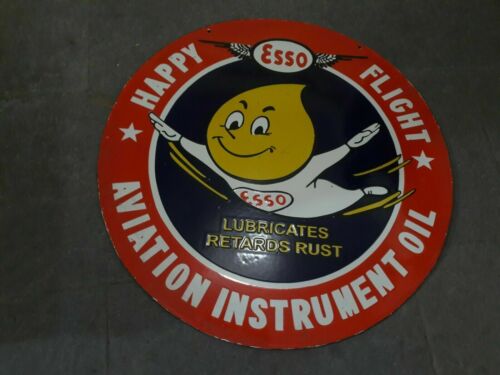 Esso
HAPPY FLIGHT
ESSO
LUBRICATES
RETARDS RUST
AVIATION INSTRUMENT OIL